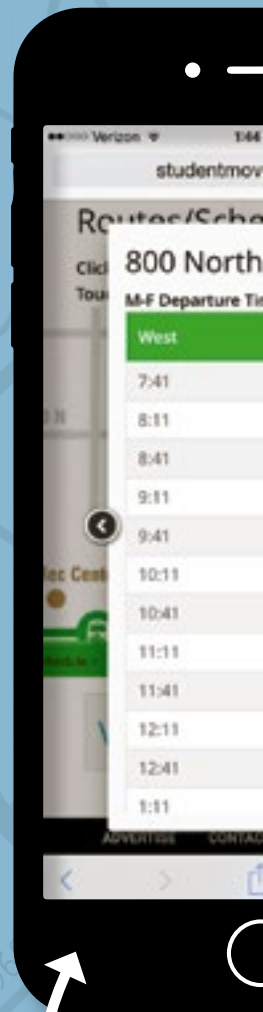 Verizon 1:44
studentmov
Routes/Sche
Clic
Tou
800 North
M-F Departure Ti
West
7:41
8:11
8:41
9:11
9:41
10:11
10:41
11:11
11:41
12:11
12:41
1:11
ec Cent
ADVERTISE CONTAC